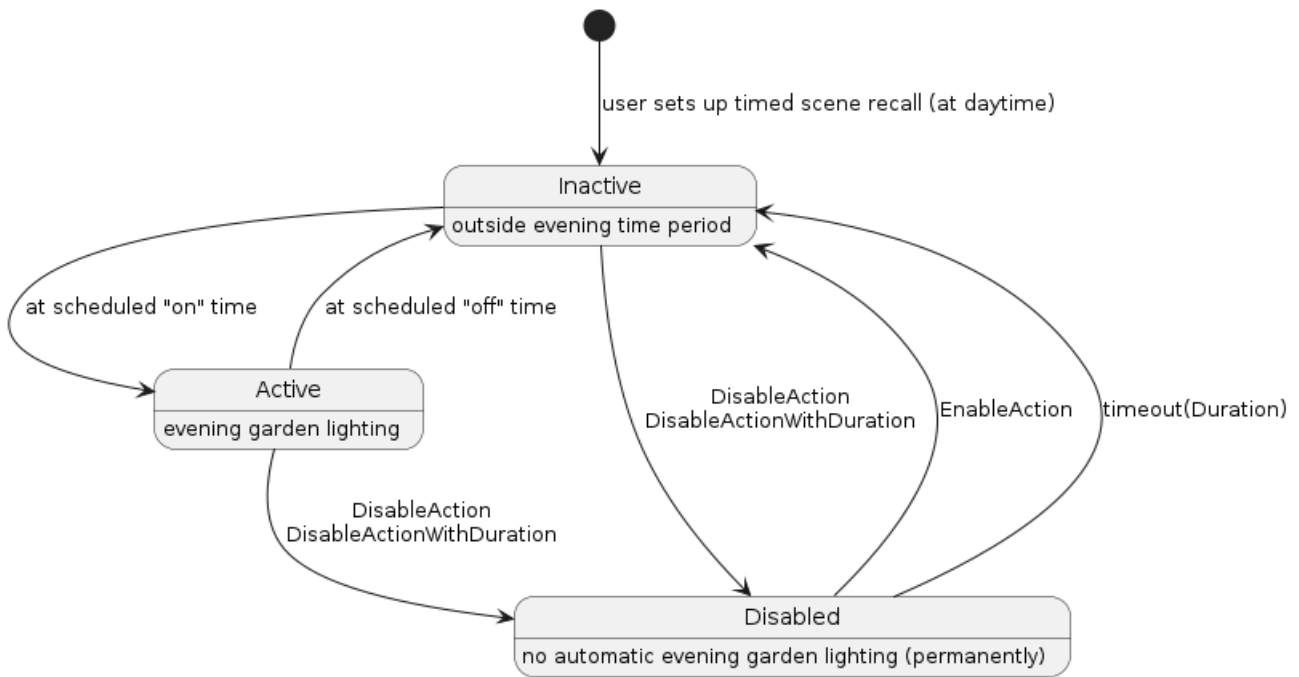 user sets up timed scene recall (at daytime)
Inactive
outside evening time period
at scheduled "on" time
at scheduled "off" time
Active
evening garden lighting
DisableAction
DisableActionWithDuration
EnableAction
timeout(Duration)
DisableAction
DisableActionWithDuration
Disabled
no automatic evening garden lighting (permanently)